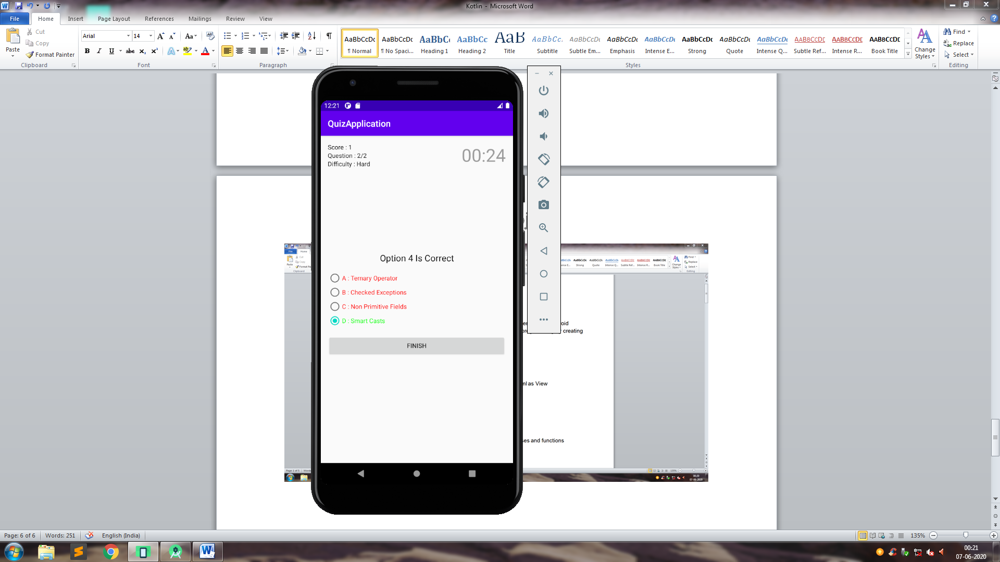 Kotlin - Microsoft Word
File Home Insert Page Layout References Mailings Review View
Paste
Cut
Copy
Format Painter
Clipboard
Arial 14
Font
Paragraph
AaBbCcDc AaBbCcDc AaBbCc AaBbCc AaB AaBbCc. AaBbCcDc AaBbCcDc AaBbCcDc AaBbCcDc AaBbCcDc AaBbCcDc AABBCCDE AABBCCDE AaBbCcDc
¶ Normal ¶ No Spaci... Heading 1 Heading 2 Title Subtitle Subtle Em... Emphasis Intense E... Strong Quote Intense Q... Subtle Ref... Intense R... Book Title
Styles
Change
Styles
Find
Replace
Select
Editing
12:21
QuizApplication
Score : 1
Question : 2/2
Difficulty : Hard
00:24
Option 4 Is Correct
A : Ternary Operator
B : Checked Exceptions
C : Non Primitive Fields
D : Smart Casts
FINISH
creating
as View
and functions
Page: 6 of 6 Words: 251 English (India) 135%
00:21
07-06-2020